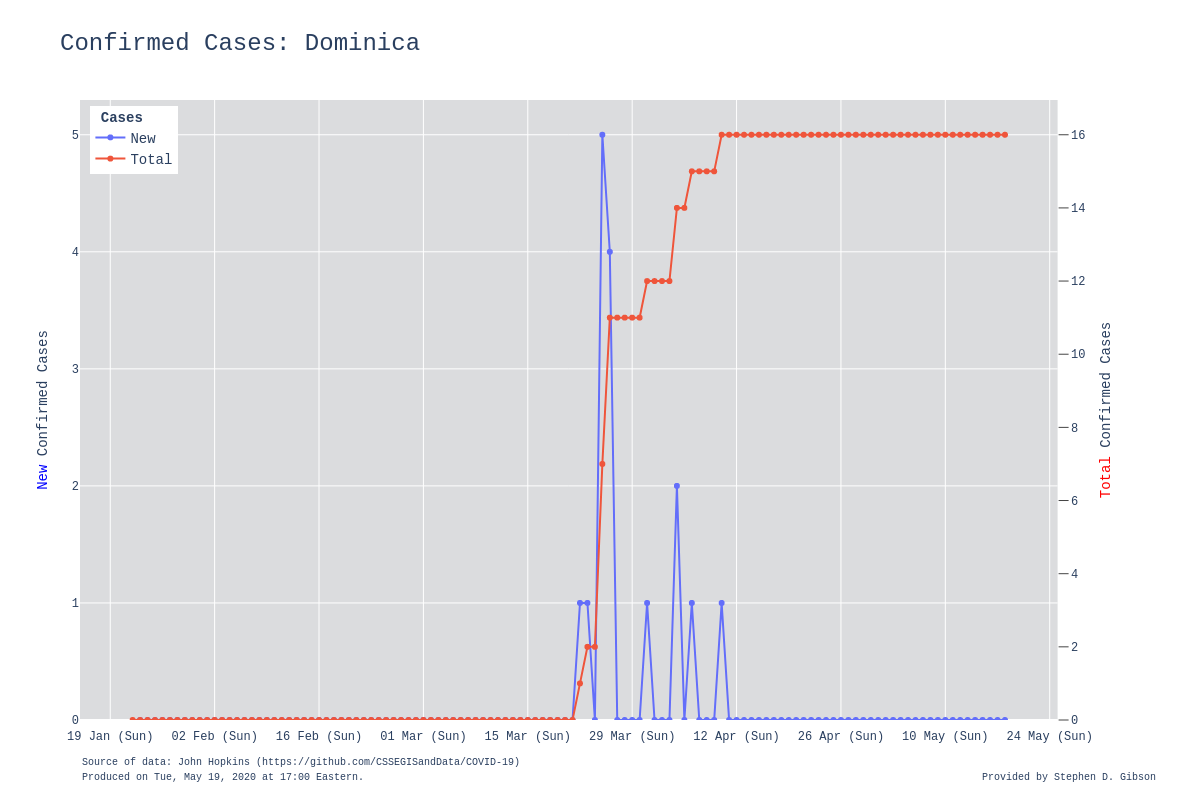 Confirmed Cases: Dominica
Cases
New
Total
5
4
3
2
1
0
New Confirmed Cases
16
14
12
10
8
6
4
2
0
Total Confirmed Cases
19 Jan (Sun) 02 Feb (Sun) 16 Feb (Sun) 01 Mar (Sun) 15 Mar (Sun) 29 Mar (Sun) 12 Apr (Sun) 26 Apr (Sun) 10 May (Sun) 24 May (Sun)
Source of data: John Hopkins (https://github.com/CSSEGISandData/COVID-19)
Produced on Tue, May 19, 2020 at 17:00 Eastern.
Provided by Stephen D. Gibson